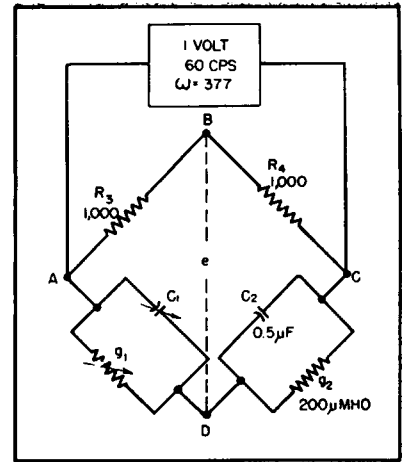 1 VOLT
60 CPS
ω = 377
B
R3
1,000
R4
1,000
e
A
C
C1
C2
0.5µF
g1
g2
200µMHO
D